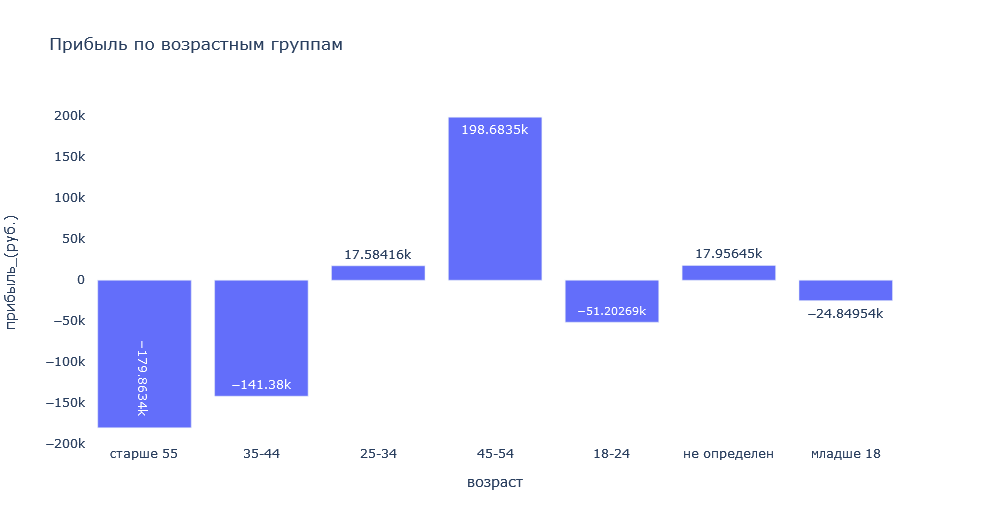 Прибыль по возрастным группам
прибыль_(руб.)
200k
150k
100k
50k
0
−50k
−100k
−150k
−200k
−179.8634k
−141.38k
17.58416k
198.6835k
−51.20269k
17.95645k
−24.84954k
старше 55
35-44
25-34
45-54
18-24
не определен
младше 18
возраст